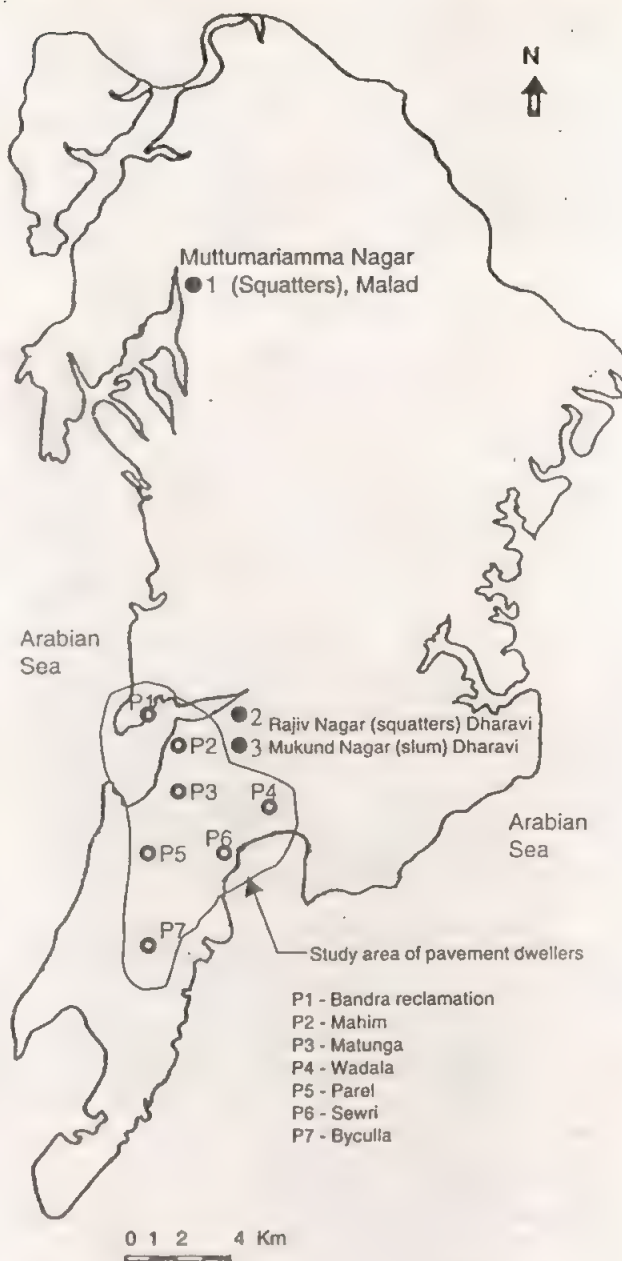 N
Muttumariamma Nagar
1 (Squatters), Malad
Arabian
Sea
P1
2 Rajiv Nagar (squatters) Dharavi
P2
3 Mukund Nagar (slum) Dharavi
P3
P4
Arabian
Sea
P5
P6
P7
Study area of pavement dwellers
P1 - Bandra reclamation
P2 - Mahim
P3 - Matunga
P4 - Wadala
P5 - Parel
P6 - Sewri
P7 - Byculla
0 1 2 4 Km